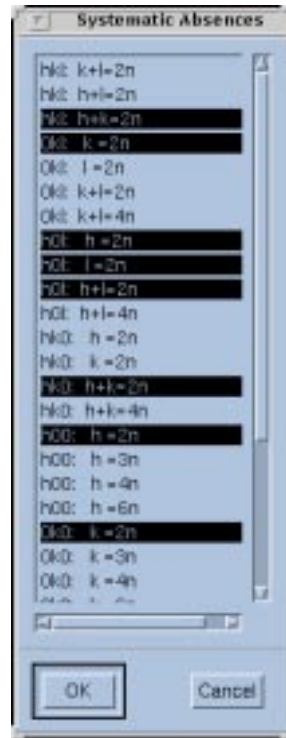 Systematic Absences
hkl: k+l=2n
hkl: h+l=2n
hkl: h+k=2n
0kl: k =2n
0kl: l =2n
0kl: k+l=2n
0kl: k+l=4n
h0l: h =2n
h0l: l =2n
h0l: h+l=2n
h0l: h+l=4n
hk0: h =2n
hk0: k =2n
hk0: h+k=2n
hk0: h+k=4n
h00: h =2n
h00: h =3n
h00: h =4n
h00: h =6n
0k0: k =2n
0k0: k =3n
0k0: k =4n
OK
Cancel